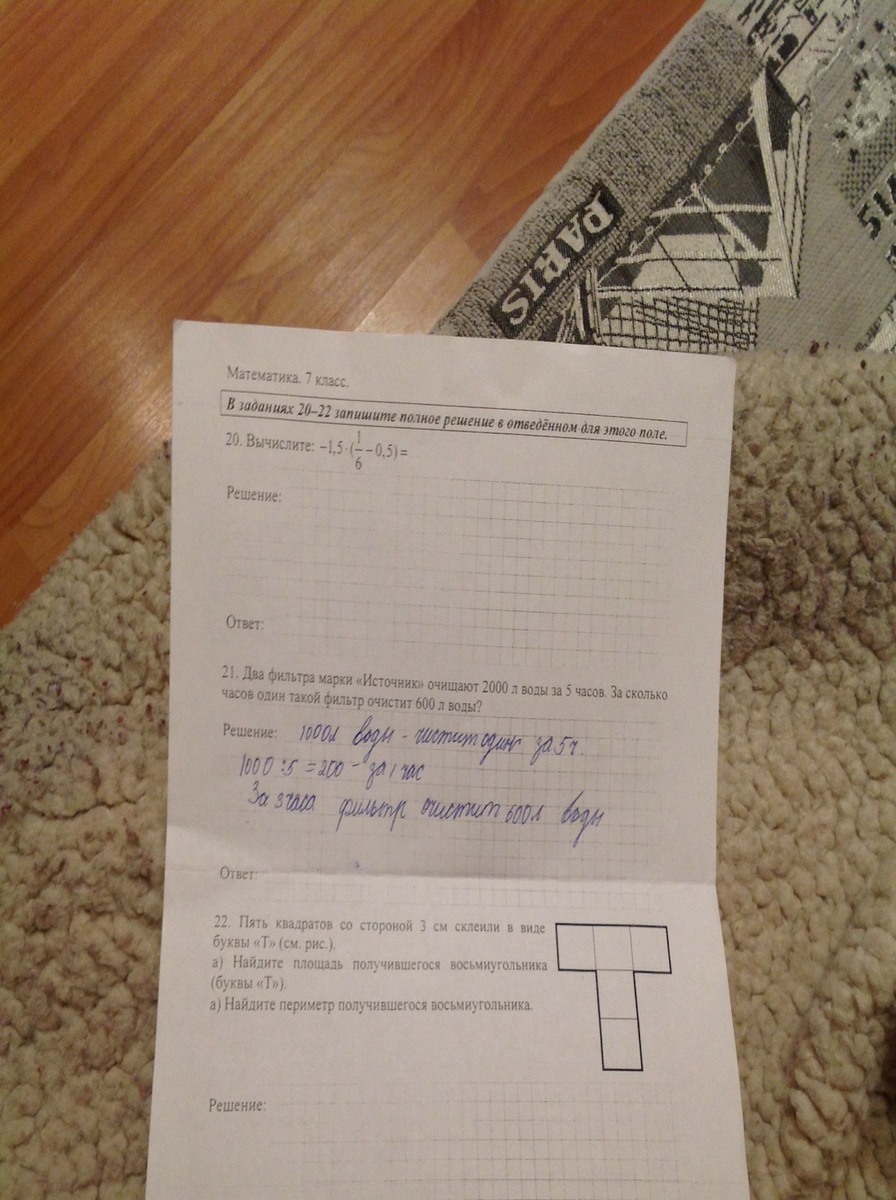 PARIS
Математика. 7 класс.
В заданиях 20–22 запишите полное решение в отведённом для этого поле.
20. Вычислите: −1,5·(1/6−0,5)=
Решение:
Ответ:
21. Два фильтра марки «Источник» очищают 2000 л воды за 5 часов. За сколько
часов один такой фильтр очистит 600 л воды?
Решение: 1000л воды - чистит один за 5ч.
1000:5=200 - за 1 час
За 3 часа фильтр очистит 600л воды
Ответ:
22. Пять квадратов со стороной 3 см склеили в виде
буквы «Т» (см. рис.).
а) Найдите площадь получившегося восьмиугольника
(буквы «Т»).
а) Найдите периметр получившегося восьмиугольника.
Решение: